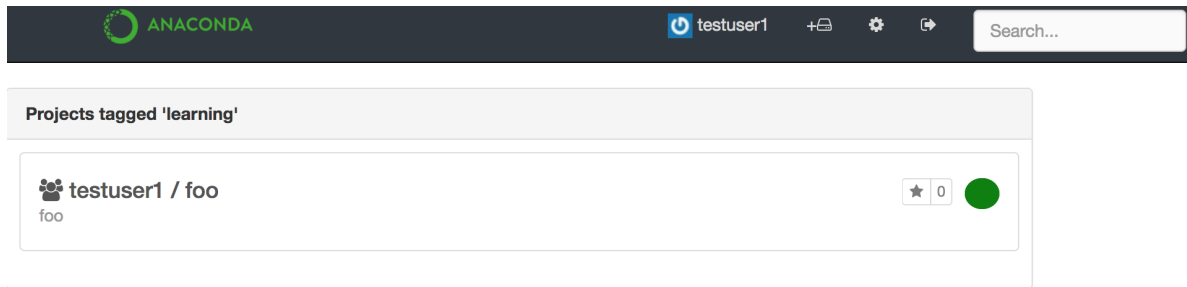 ANACONDA testuser1 Search...
Projects tagged 'learning'
testuser1 / foo 0
foo